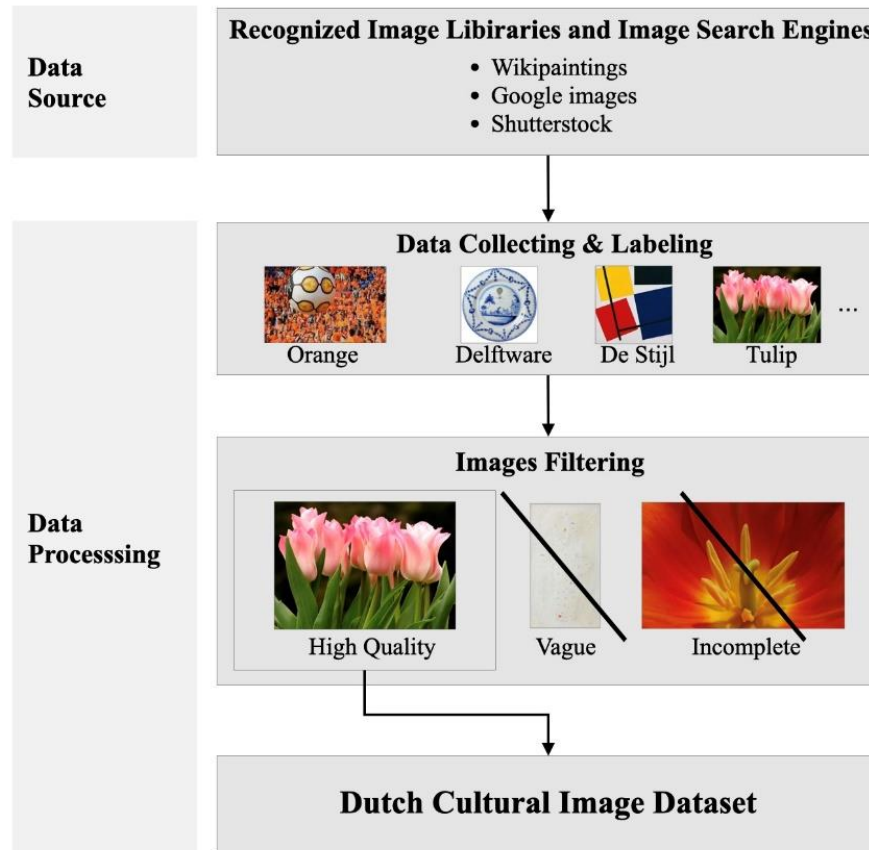 Recognized Image Libiraries and Image Search Engines
Data
Source
• Wikipaintings
• Google images
• Shutterstock
Data Collecting & Labeling
Orange
Delftware
De Stijl
Tulip
...
Images Filtering
Data
Processsing
High Quality
Vague
Incomplete
Dutch Cultural Image Dataset